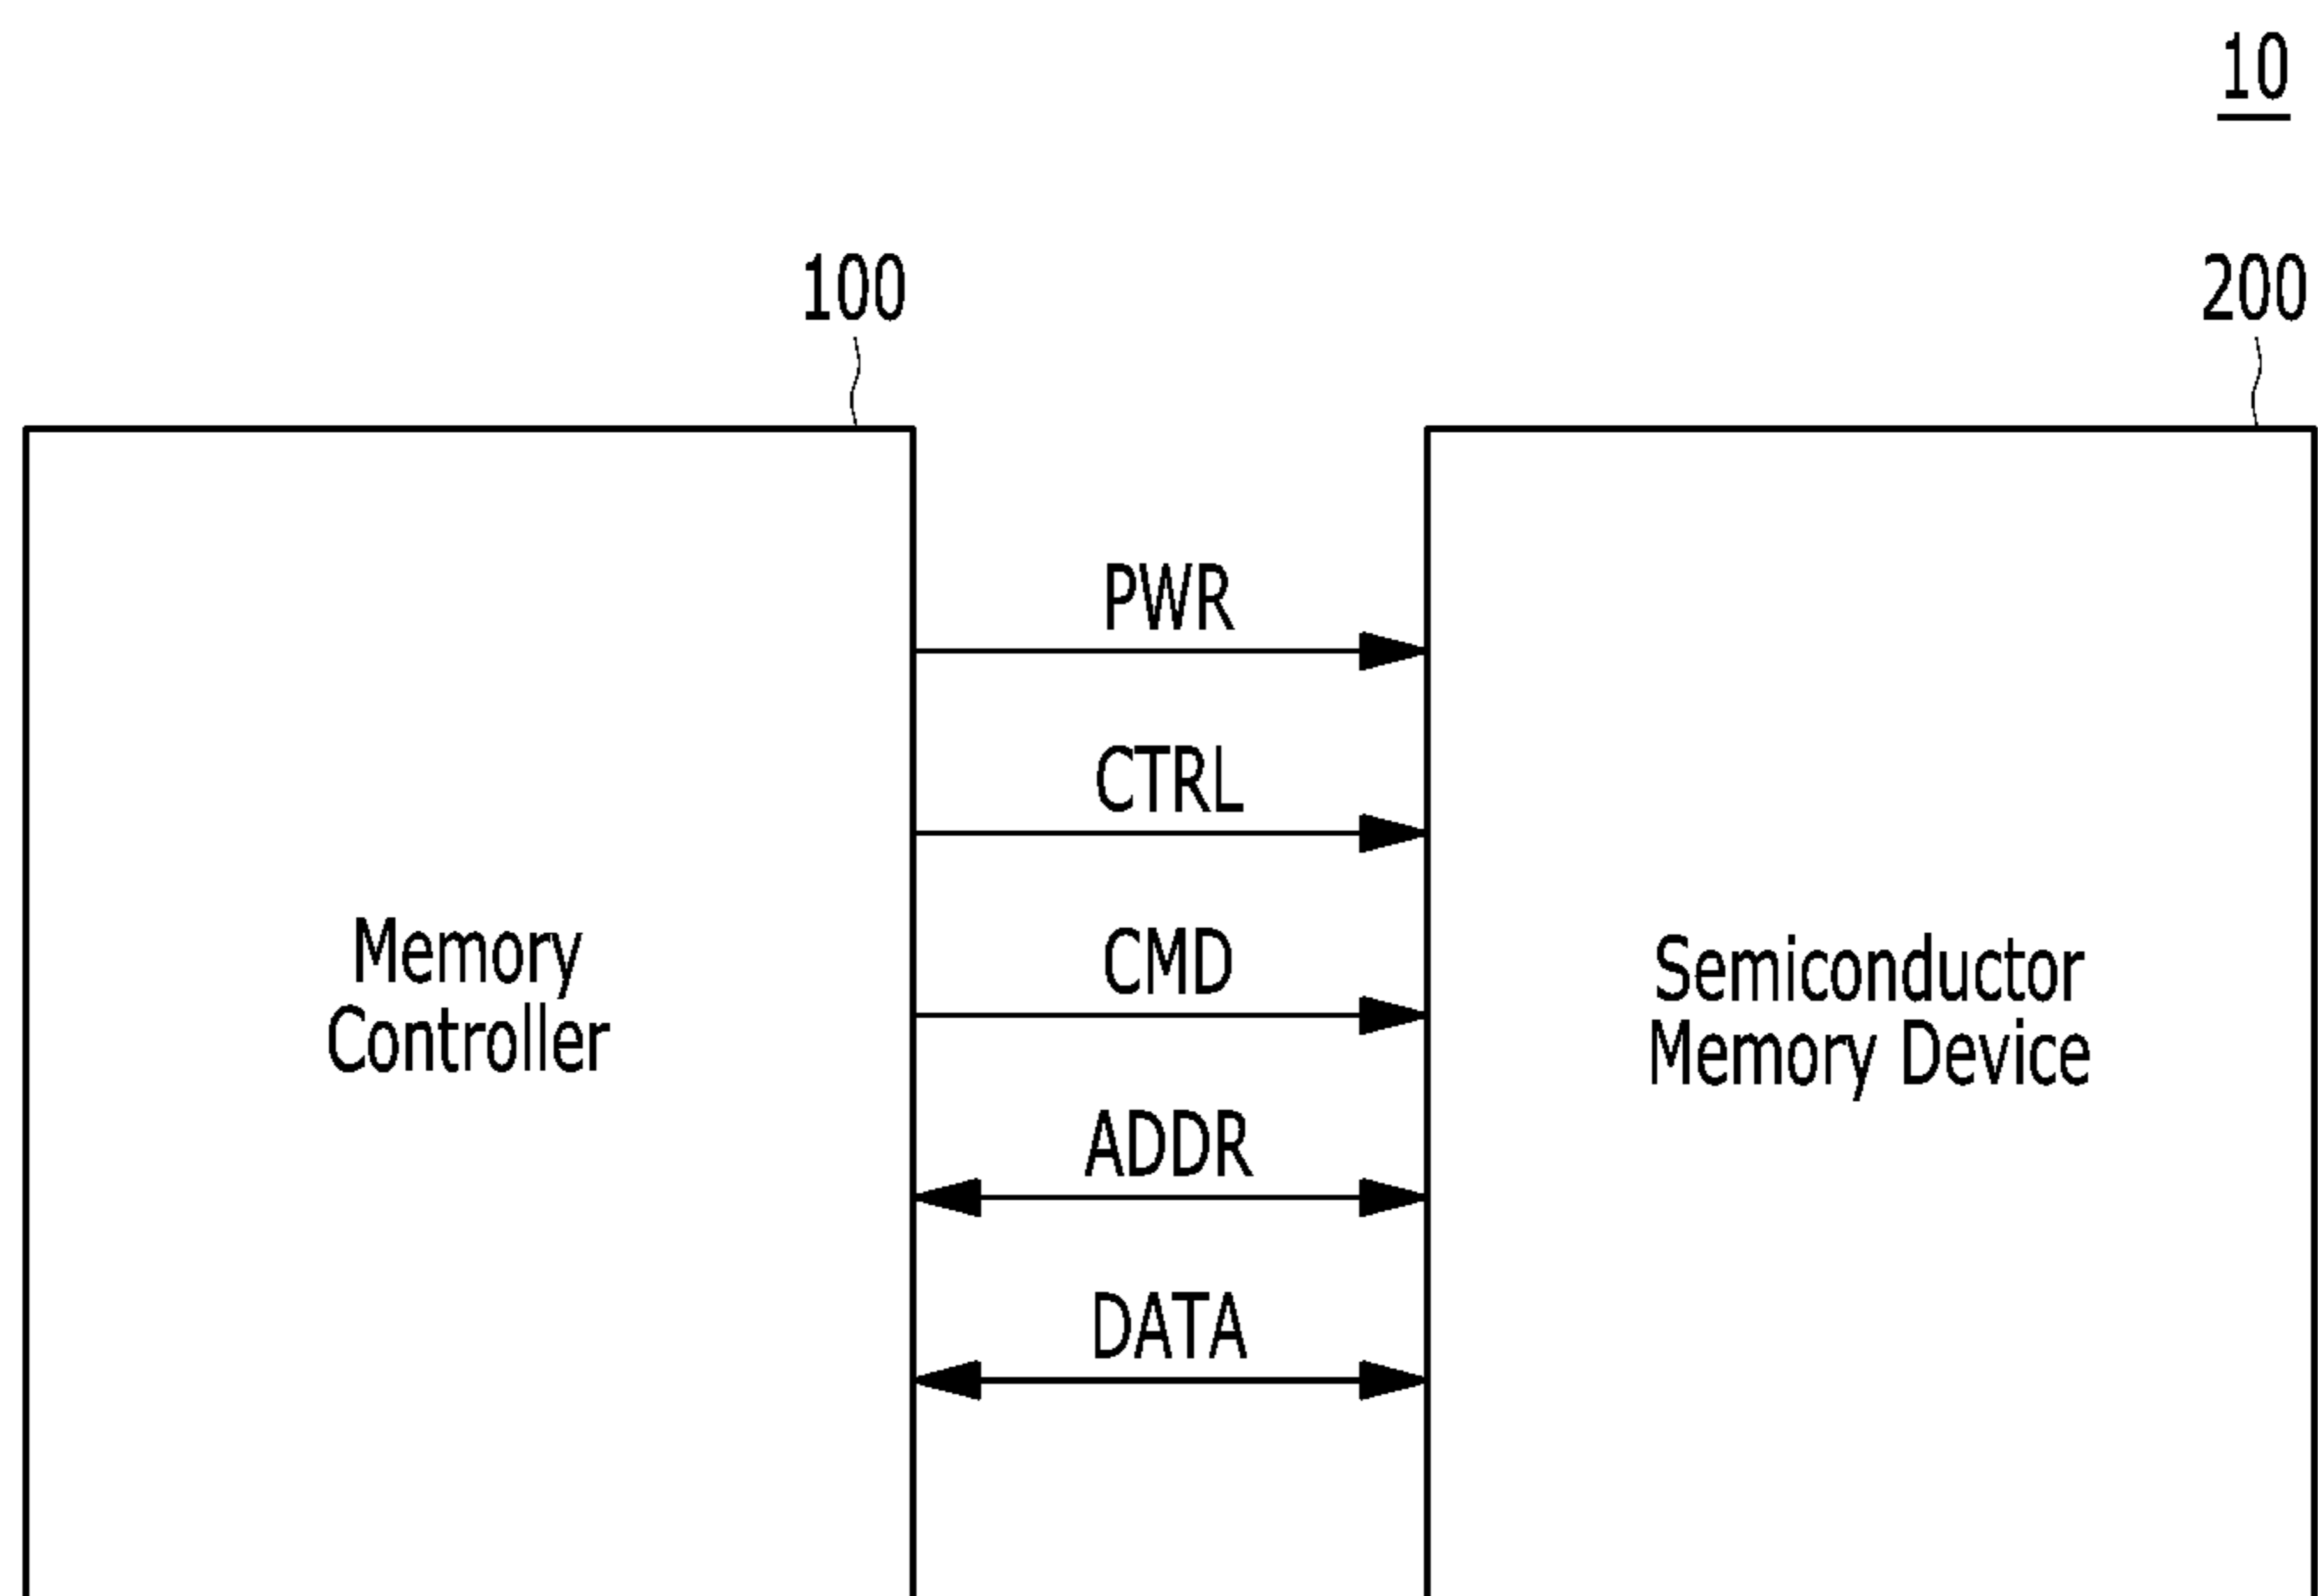 10
100
200
PWR
CTRL
CMD
ADDR
DATA
Memory
Controller
Semiconductor
Memory Device